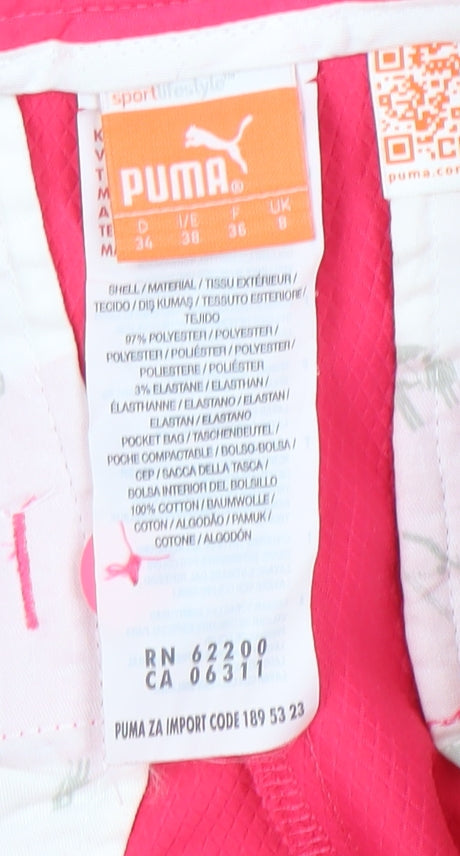 sportlifestyle™
PUMA®
D I/E F UK
34 38 36 8
K
V
T
M
A
TE
M
puma.com
SHELL / MATERIAL / TISSU EXTÉRIEUR /
TECIDO / DIŞ KUMAŞ / TESSUTO ESTERIORE/
TEJIDO
97% POLYESTER / POLYESTER /
POLYESTER / POLIÉSTER / POLYESTER/
POLIESTERE / POLIÉSTER
3% ELASTANE / ELASTHAN /
ÉLASTHANNE / ELASTANO / ELASTAN /
ELASTAN / ELASTANO
POCKET BAG / TASCHENBEUTEL /
POCHE COMPACTABLE / BOLSO-BOLSA /
CEP / SACCA DELLA TASCA /
BOLSA INTERIOR DEL BOLSILLO
100% COTTON / BAUMWOLLE /
COTON / ALGODÃO / PAMUK /
COTONE / ALGODÓN
RN 62200
CA 06311
PUMA ZA IMPORT CODE 189 53 23